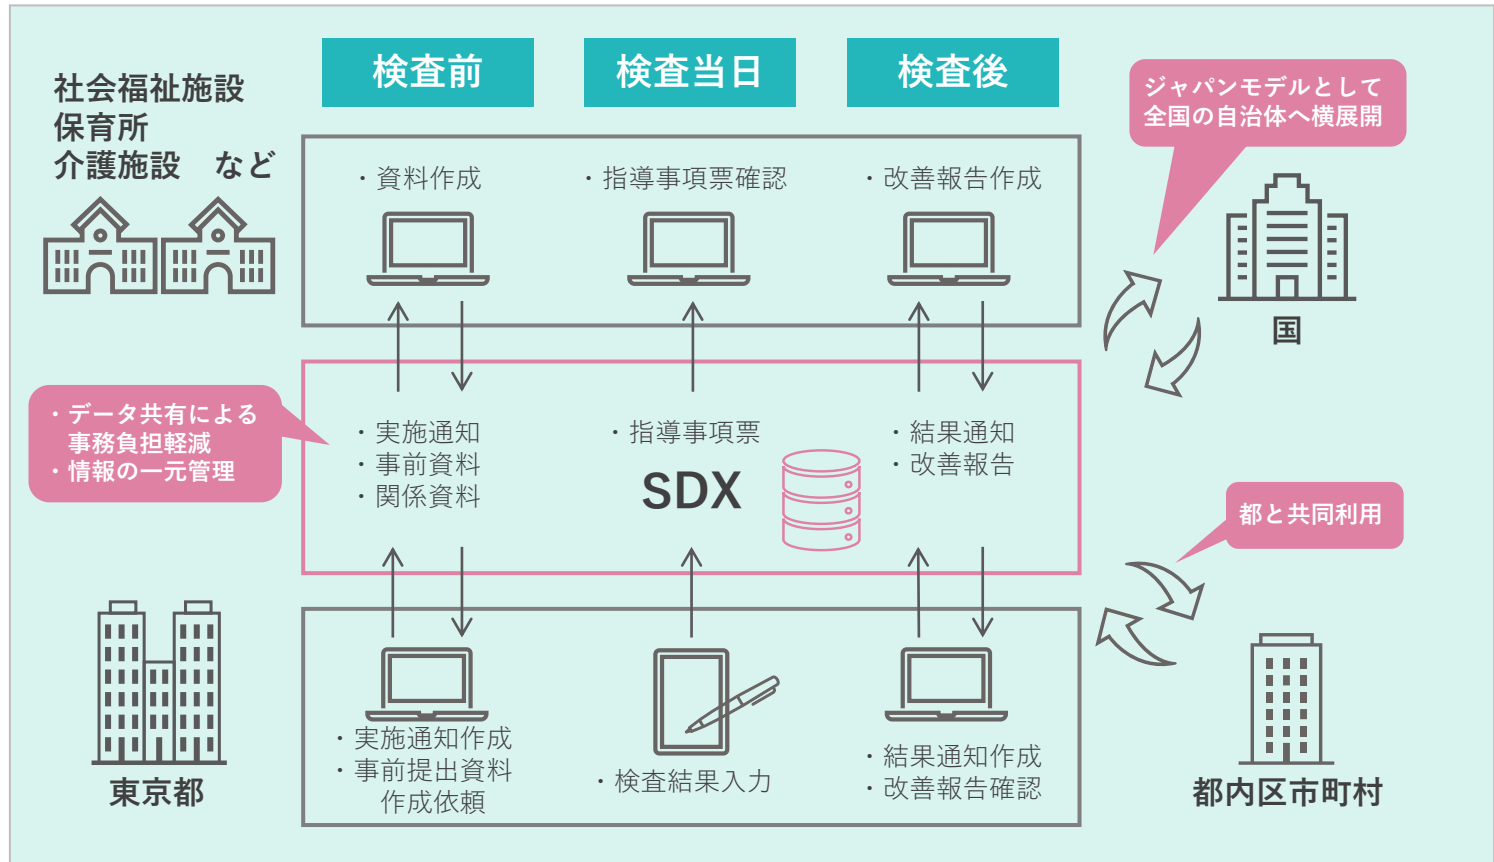 検査前
検査当日
検査後
社会福祉施設
保育所
介護施設　など
ジャパンモデルとして
全国の自治体へ横展開
・資料作成
・指導事項票確認
・改善報告作成
国
・データ共有による
事務負担軽減
・情報の一元管理
・実施通知
・事前資料
・関係資料
・指導事項票
SDX
・結果通知
・改善報告
都と共同利用
東京都
・実施通知作成
・事前提出資料
作成依頼
・検査結果入力
・結果通知作成
・改善報告確認
都内区市町村